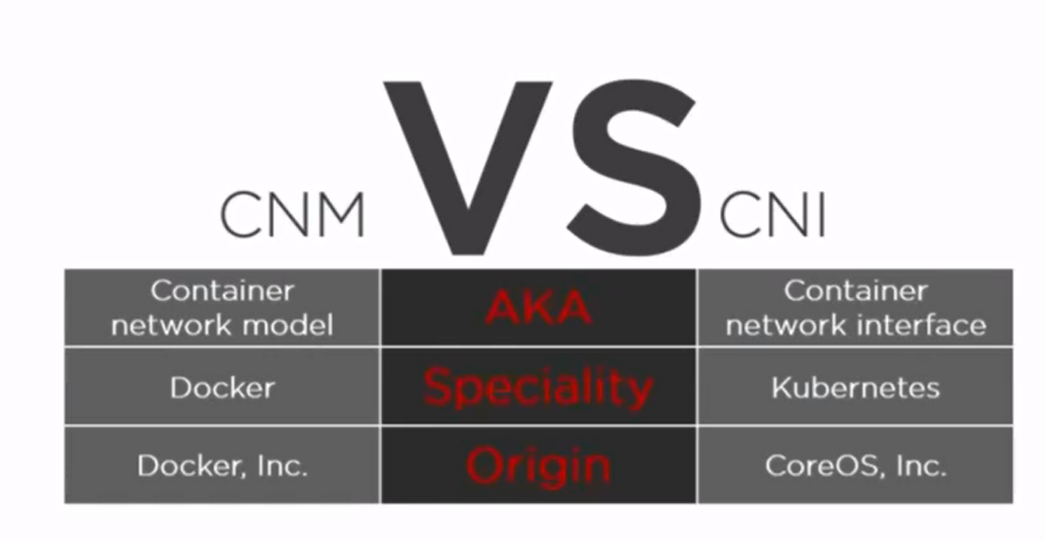 CNM VS CNI
Container
network model
AKA
Container
network interface
Docker
Speciality
Kubernetes
Docker, Inc.
Origin
CoreOS, Inc.